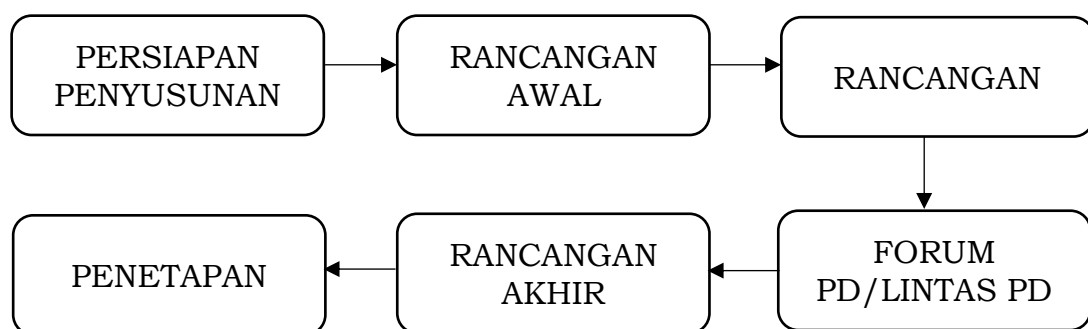 PERSIAPAN
PENYUSUNAN
RANCANGAN
AWAL
RANCANGAN
FORUM
PD/LINTAS PD
RANCANGAN
AKHIR
PENETAPAN